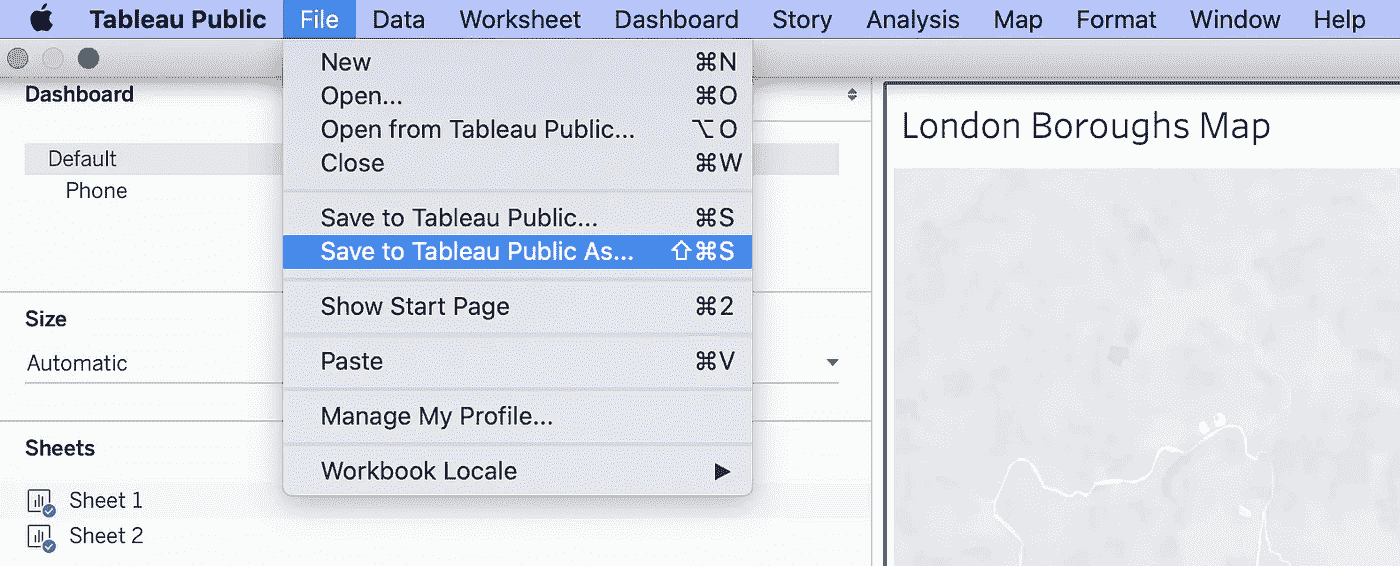 Tableau Public File Data Worksheet Dashboard Story Analysis Map Format Window Help
Dashboard
Default
Phone
Size
Automatic
Sheets
Sheet 1
Sheet 2
New ⌘N
Open... ⌘O
Open from Tableau Public... ⌥O
Close ⌘W
Save to Tableau Public... ⌘S
Save to Tableau Public As... ⇧⌘S
Show Start Page ⌘2
Paste ⌘V
Manage My Profile...
Workbook Locale ▶
London Boroughs Map